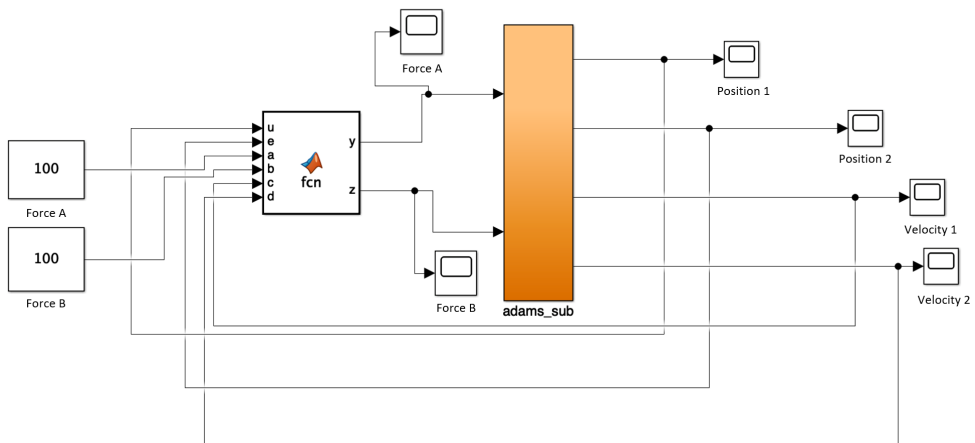 Force A
Position 1
u
e
a
b
c
d
fcn
y
z
100
Force A
Position 2
100
Force B
Velocity 1
Force B
adams_sub
Velocity 2